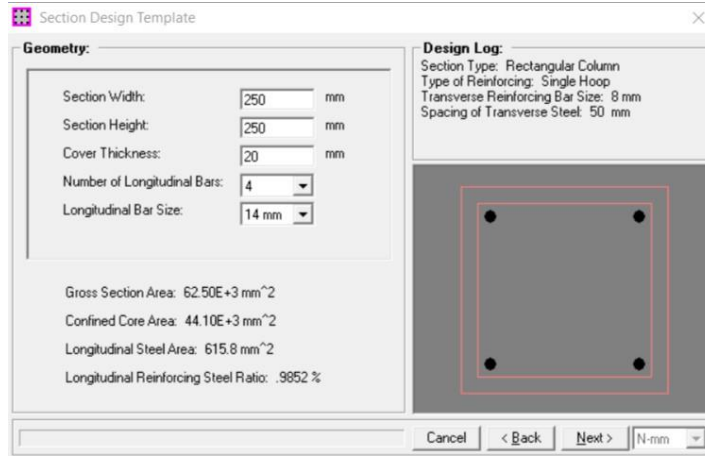 Section Design Template
Geometry:
Section Width: 250 mm
Section Height: 250 mm
Cover Thickness: 20 mm
Number of Longitudinal Bars: 4
Longitudinal Bar Size: 14 mm
Gross Section Area: 62.50E+3 mm^2
Confined Core Area: 44.10E+3 mm^2
Longitudinal Steel Area: 615.8 mm^2
Longitudinal Reinforcing Steel Ratio: .9852 %
Design Log:
Section Type: Rectangular Column
Type of Reinforcing: Single Hoop
Transverse Reinforcing Bar Size: 8 mm
Spacing of Transverse Steel: 50 mm
Cancel < Back Next > N-mm